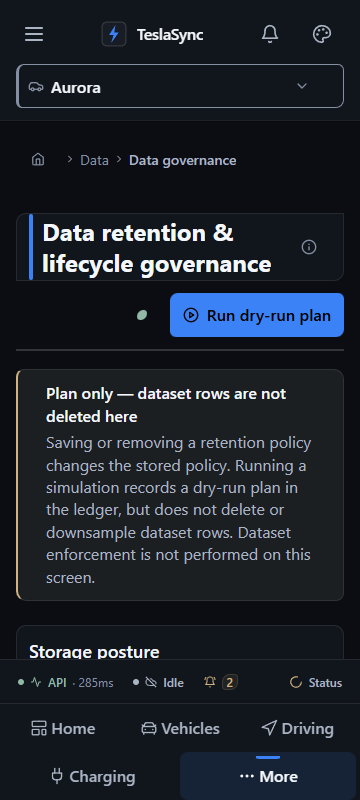 TeslaSync
Aurora
Data
Data governance
Data retention &
lifecycle governance
Run dry-run plan
Plan only — dataset rows are not
deleted here
Saving or removing a retention policy
changes the stored policy. Running a
simulation records a dry-run plan in
the ledger, but does not delete or
downsample dataset rows. Dataset
enforcement is not performed on this
screen.
Storage posture
API · 285ms
Idle
2
Status
Home
Vehicles
Driving
Charging
More